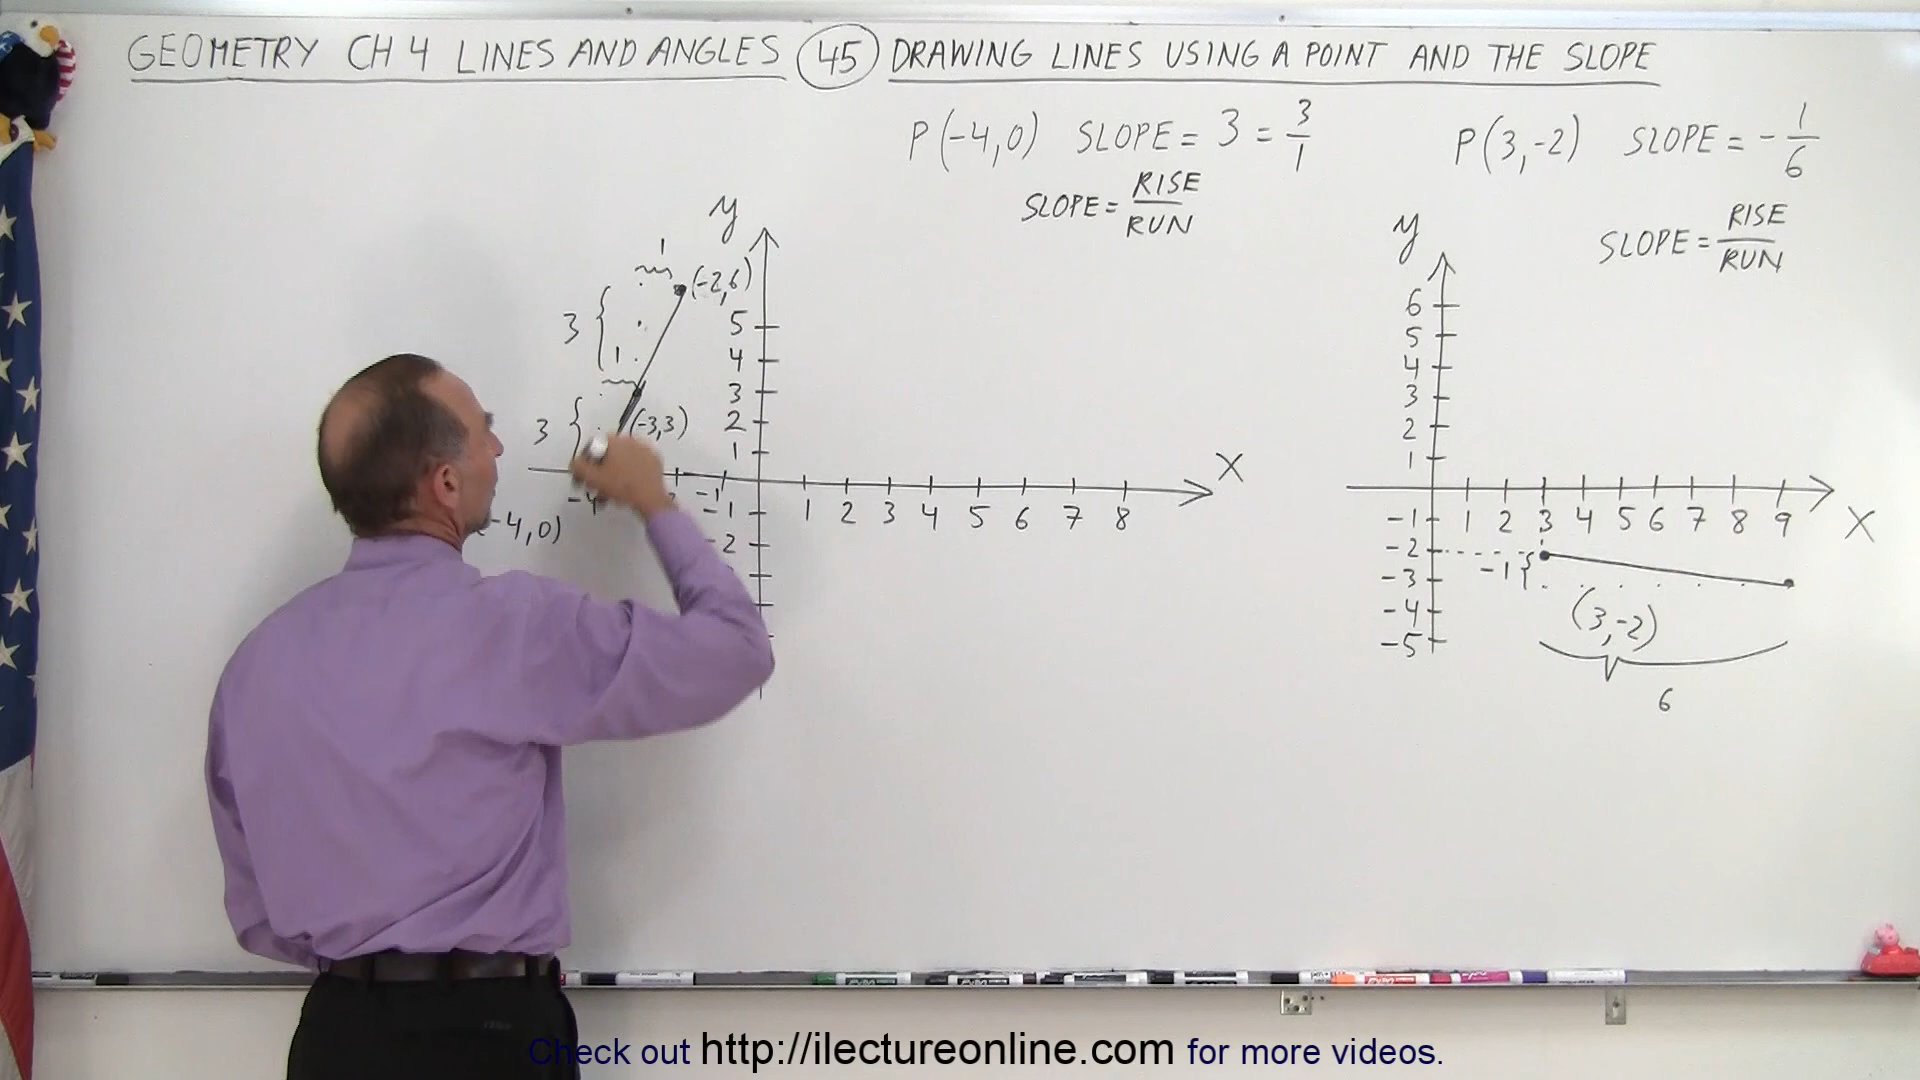 GEOMETRY CH 4 LINES AND ANGLES 45 DRAWING LINES USING A POINT AND THE SLOPE
P(-4,0) SLOPE = 3 = 3/1
SLOPE = RISE/RUN
P(3,-2) SLOPE = -1/6
SLOPE = RISE/RUN
y
1
(-2,6)
3
5
1
4
3
3
(-3,3)
2
1
X
-4
-1
-1
1 2 3 4 5 6 7 8
(-4,0)
-2
y
6
5
4
3
2
1
-1
1 2 3 4 5 6 7 8 9
X
-2
-1
-3
-4
(3,-2)
-5
6
Check out http://ilectureonline.com for more videos.